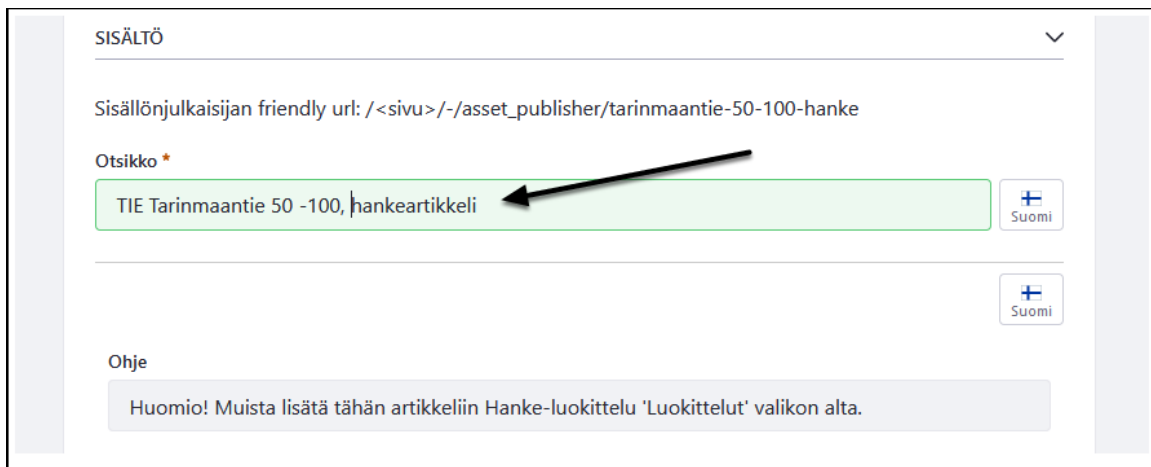 SISÄLTÖ
Sisällönjulkaisijan friendly url: /<sivu>/-/asset_publisher/tarinmaantie-50-100-hanke
Otsikko *
TIE Tarinmaantie 50 -100, hankeartikkeli
Suomi
Suomi
Ohje
Huomio! Muista lisätä tähän artikkeliin Hanke-luokittelu 'Luokittelut' valikon alta.